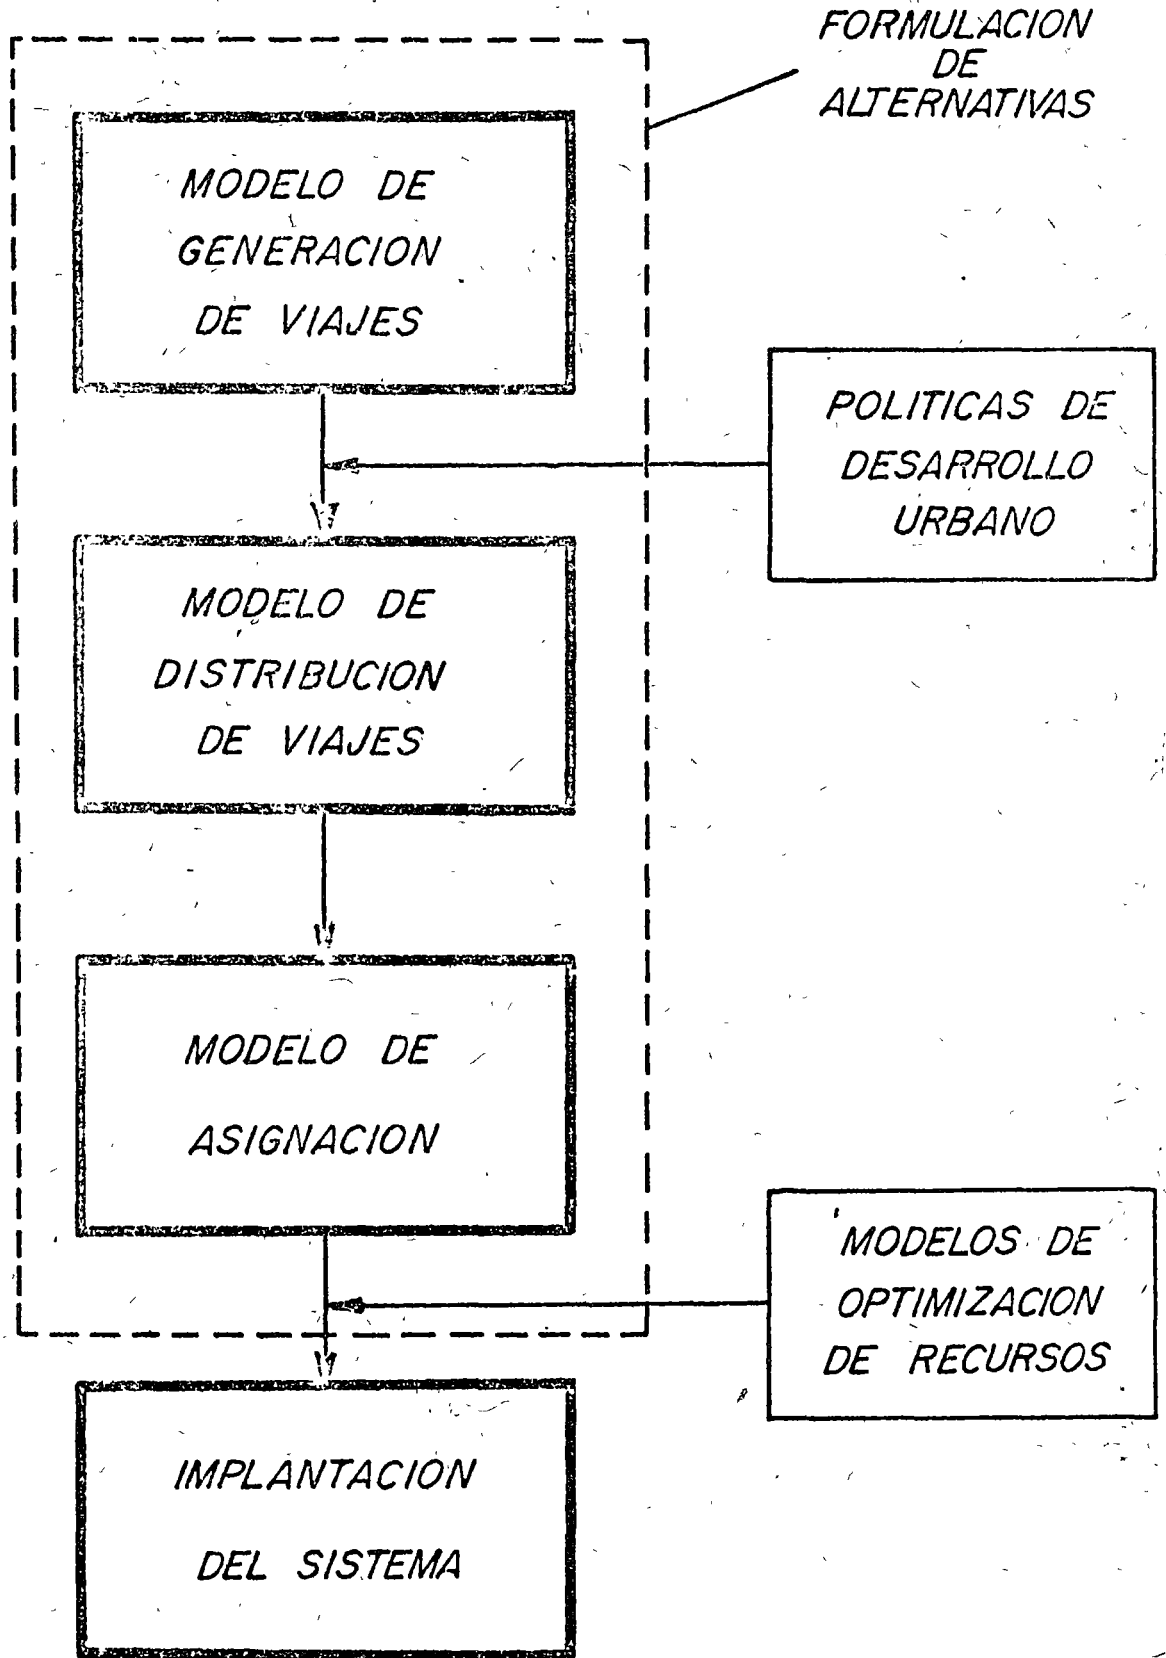 FORMULACION
DE
ALTERNATIVAS
MODELO DE
GENERACION
DE VIAJES
POLITICAS DE
DESARROLLO
URBANO
MODELO DE
DISTRIBUCION
DE VIAJES
MODELO DE
ASIGNACION
MODELOS DE
OPTIMIZACION
DE RECURSOS
IMPLANTACION
DEL SISTEMA